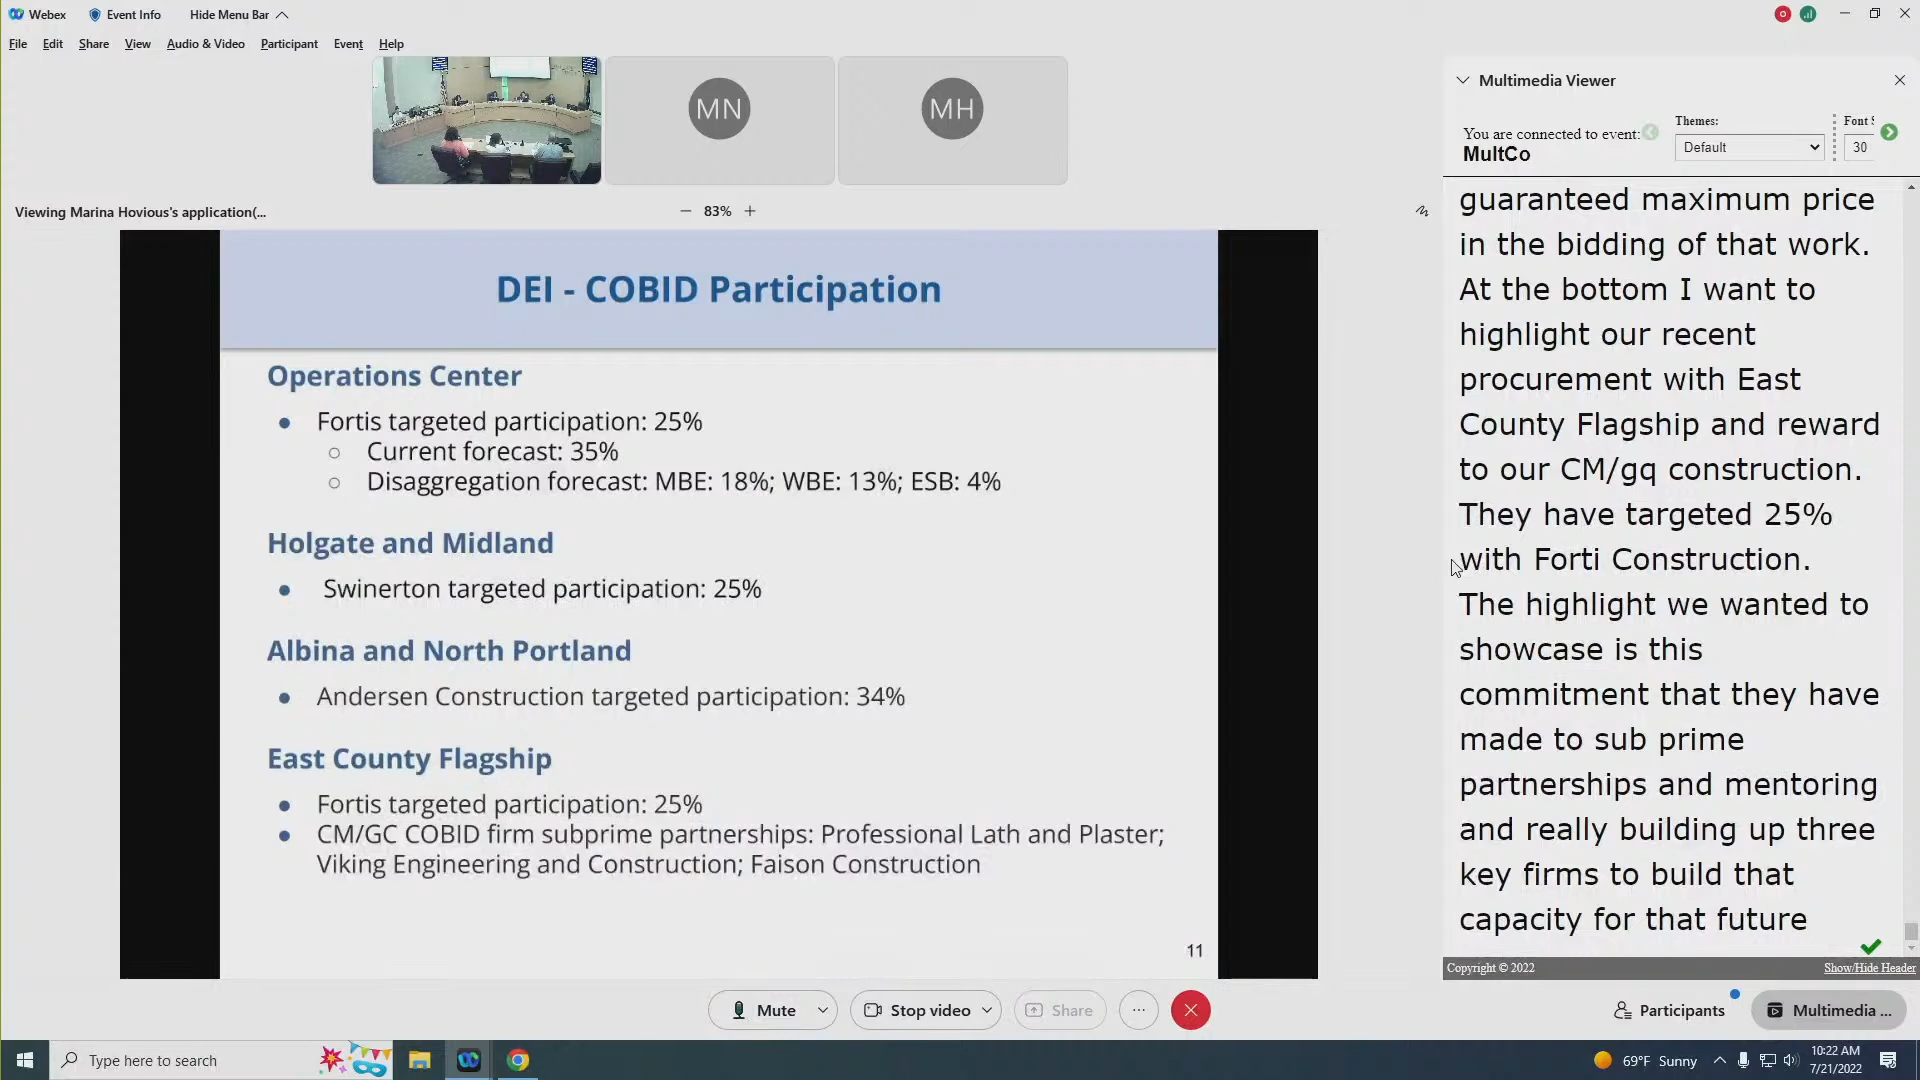 Webex
Event Info
Hide Menu Bar
File Edit Share View Audio & Video Participant Event Help
MN
MH
Viewing Marina Hovious's application(...
83%
DEI - COBID Participation
Operations Center
Fortis targeted participation: 25%
Current forecast: 35%
Disaggregation forecast: MBE: 18%; WBE: 13%; ESB: 4%
Holgate and Midland
Swinerton targeted participation: 25%
Albina and North Portland
Andersen Construction targeted participation: 34%
East County Flagship
Fortis targeted participation: 25%
CM/GC COBID firm subprime partnerships: Professional Lath and Plaster;
Viking Engineering and Construction; Faison Construction
11
Multimedia Viewer
You are connected to event:
MultCo
Themes:
Default
Font S
30
guaranteed maximum price
in the bidding of that work.
At the bottom I want to
highlight our recent
procurement with East
County Flagship and reward
to our CM/gq construction.
They have targeted 25%
with Forti Construction.
The highlight we wanted to
showcase is this
commitment that they have
made to sub prime
partnerships and mentoring
and really building up three
key firms to build that
capacity for that future
Copyright © 2022
Show/Hide Header
Mute
Stop video
Share
Participants
Multimedia ...
Type here to search
69°F Sunny
10:22 AM
7/21/2022